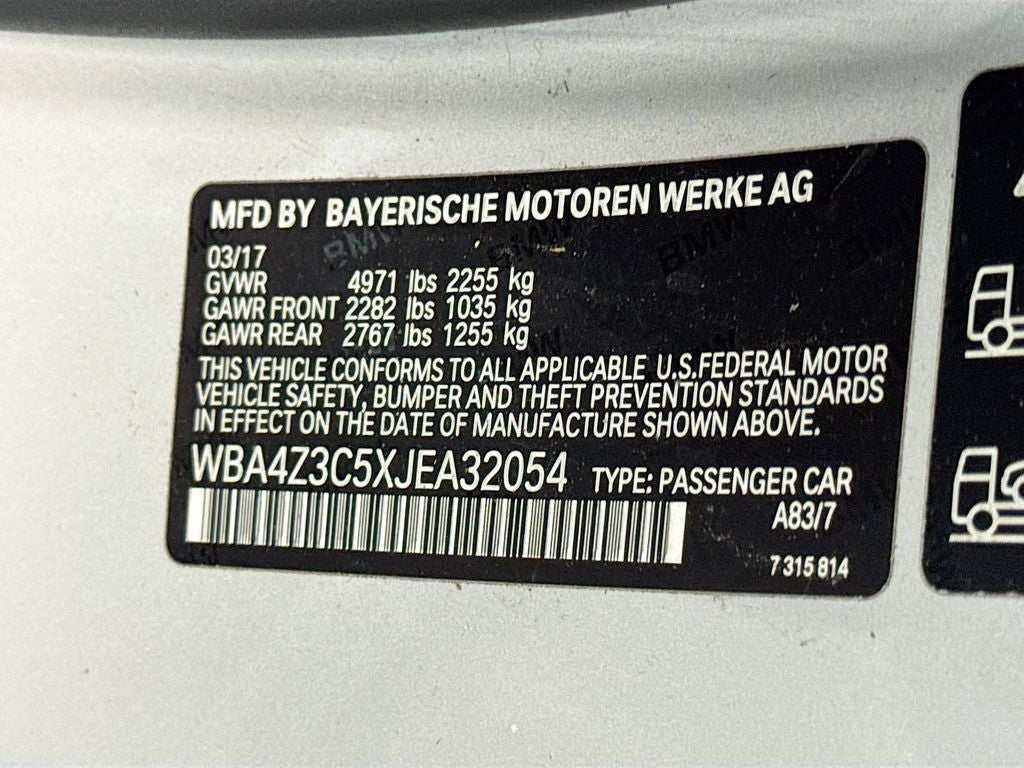 MFD BY BAYERISCHE MOTOREN WERKE AG
03/17
GVWR 4971 lbs 2255 kg
GAWR FRONT 2282 lbs 1035 kg
GAWR REAR 2767 lbs 1255 kg
THIS VEHICLE CONFORMS TO ALL APPLICABLE U.S.FEDERAL MOTOR
VEHICLE SAFETY, BUMPER AND THEFT PREVENTION STANDARDS
IN EFFECT ON THE DATE OF MANUFACTURE SHOWN ABOVE.
WBA4Z3C5XJEA32054 TYPE: PASSENGER CAR
A83/7
7 315 814
BMW
BMW